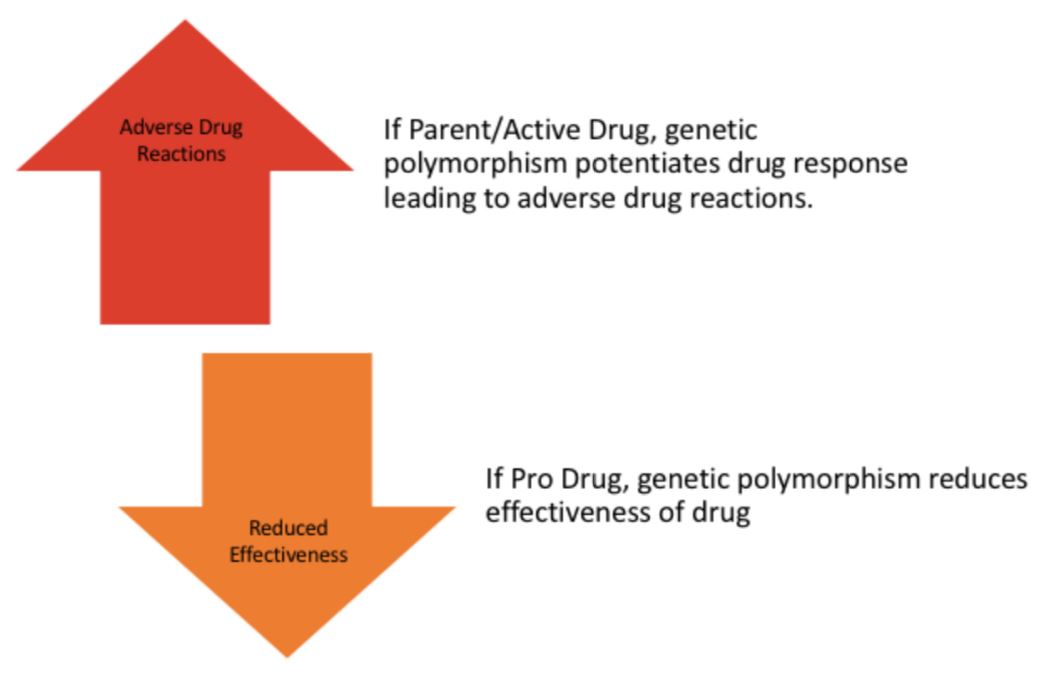 Adverse Drug
Reactions
If Parent/Active Drug, genetic
polymorphism potentiates drug response
leading to adverse drug reactions.
If Pro Drug, genetic polymorphism reduces
effectiveness of drug
Reduced
Effectiveness